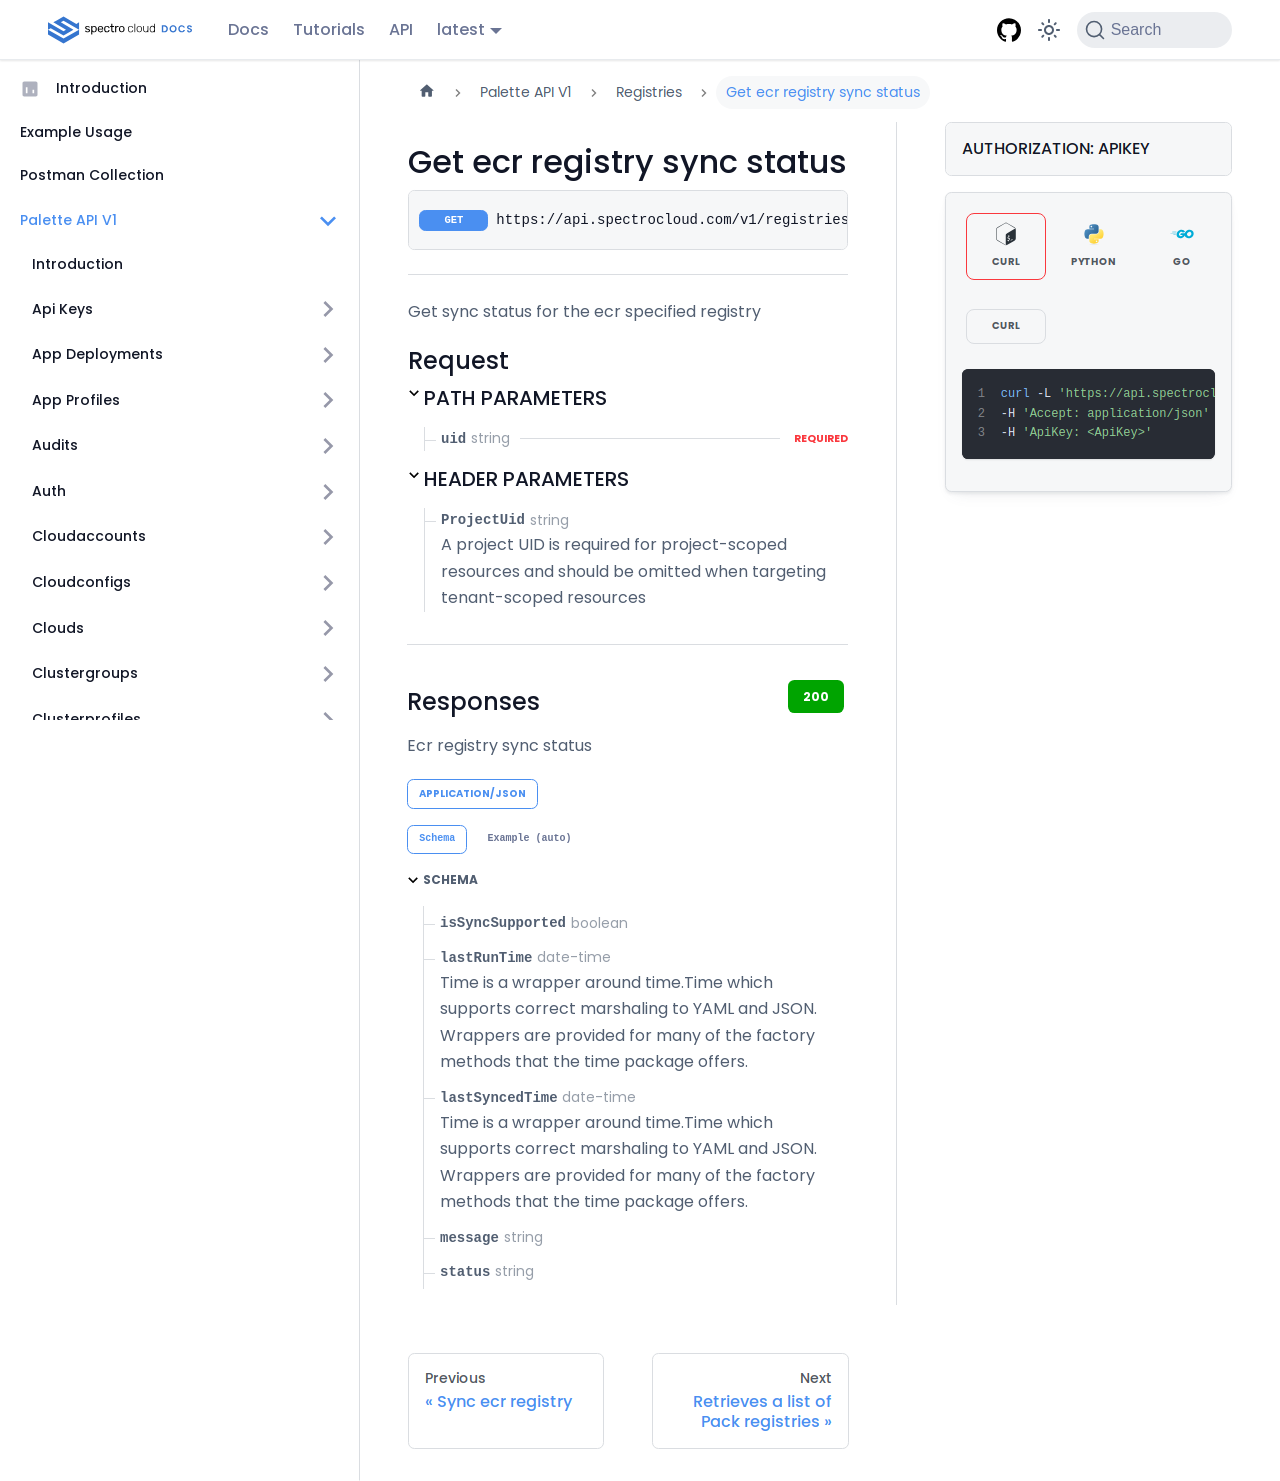 spectro cloud DOCS
Docs
Tutorials
API
latest
Search
Introduction
Example Usage
Postman Collection
Palette API V1
Introduction
Api Keys
App Deployments
App Profiles
Audits
Auth
Cloudaccounts
Cloudconfigs
Clouds
Clustergroups
Clusterprofiles
Palette API V1
Registries
Get ecr registry sync status
Get ecr registry sync status
GET https://api.spectrocloud.com/v1/registries
Get sync status for the ecr specified registry
Request
PATH PARAMETERS
uid string REQUIRED
HEADER PARAMETERS
ProjectUid string
A project UID is required for project-scoped
resources and should be omitted when targeting
tenant-scoped resources
Responses
200
Ecr registry sync status
APPLICATION/JSON
Schema Example (auto)
SCHEMA
isSyncSupported boolean
lastRunTime date-time
Time is a wrapper around time.Time which
supports correct marshaling to YAML and JSON.
Wrappers are provided for many of the factory
methods that the time package offers.
lastSyncedTime date-time
Time is a wrapper around time.Time which
supports correct marshaling to YAML and JSON.
Wrappers are provided for many of the factory
methods that the time package offers.
message string
status string
Previous
« Sync ecr registry
Next
Retrieves a list of
Pack registries »
AUTHORIZATION: APIKEY
CURL
PYTHON
GO
CURL
1 curl -L 'https://api.spectrocl
2 -H 'Accept: application/json'
3 -H 'ApiKey: <ApiKey>'